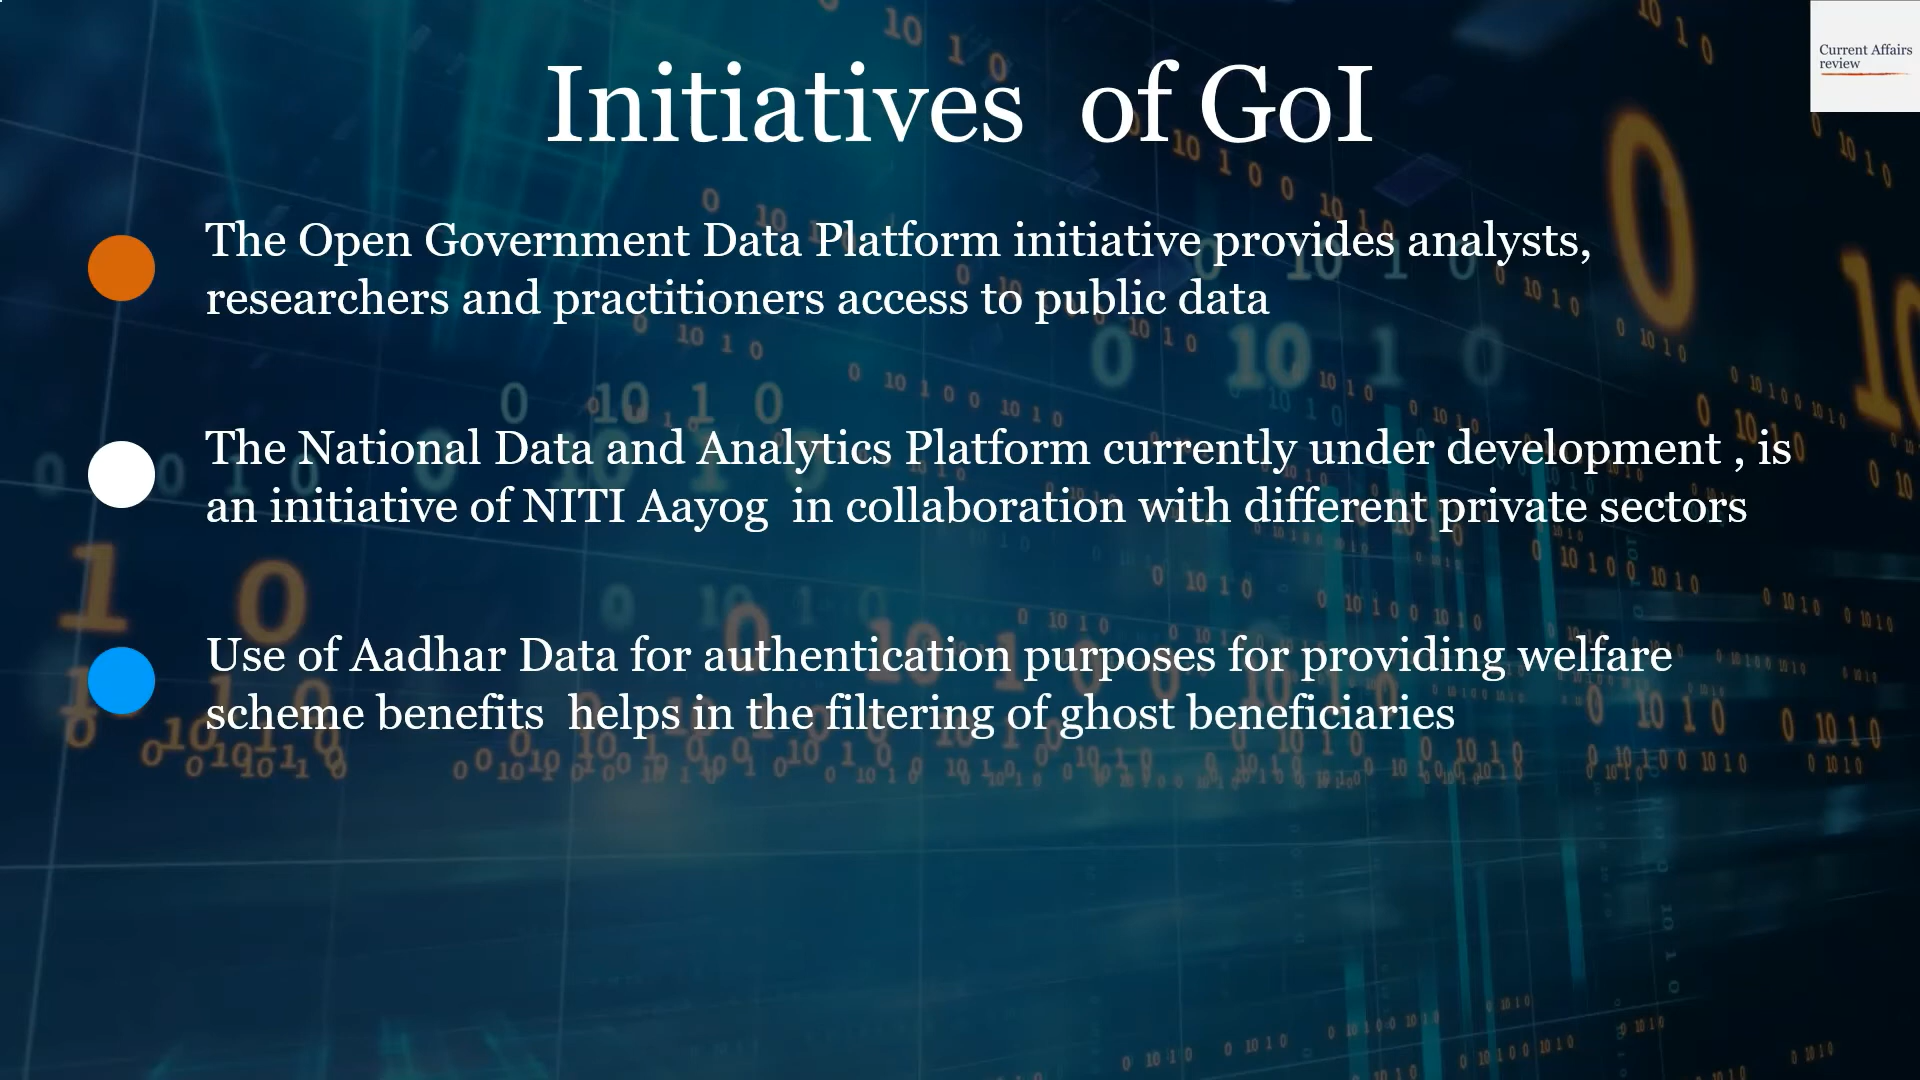 Initiatives  of GoI
Current Affairs
review
The Open Government Data Platform initiative provides analysts,
researchers and practitioners access to public data
The National Data and Analytics Platform currently under development , is
an initiative of NITI Aayog  in collaboration with different private sectors
Use of Aadhar Data for authentication purposes for providing welfare
scheme benefits  helps in the filtering of ghost beneficiaries